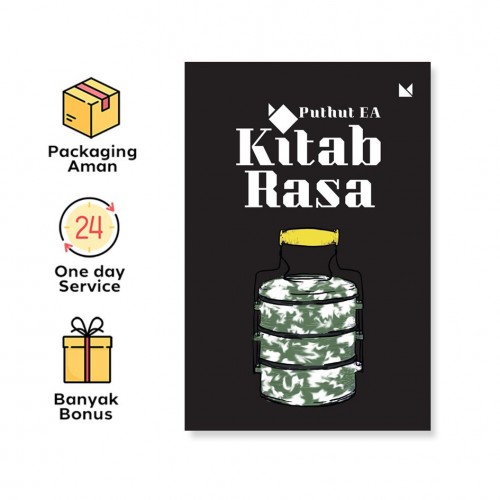 Packaging
Aman
24
One day
Service
Banyak
Bonus
Puthut EA
Kitab
Rasa